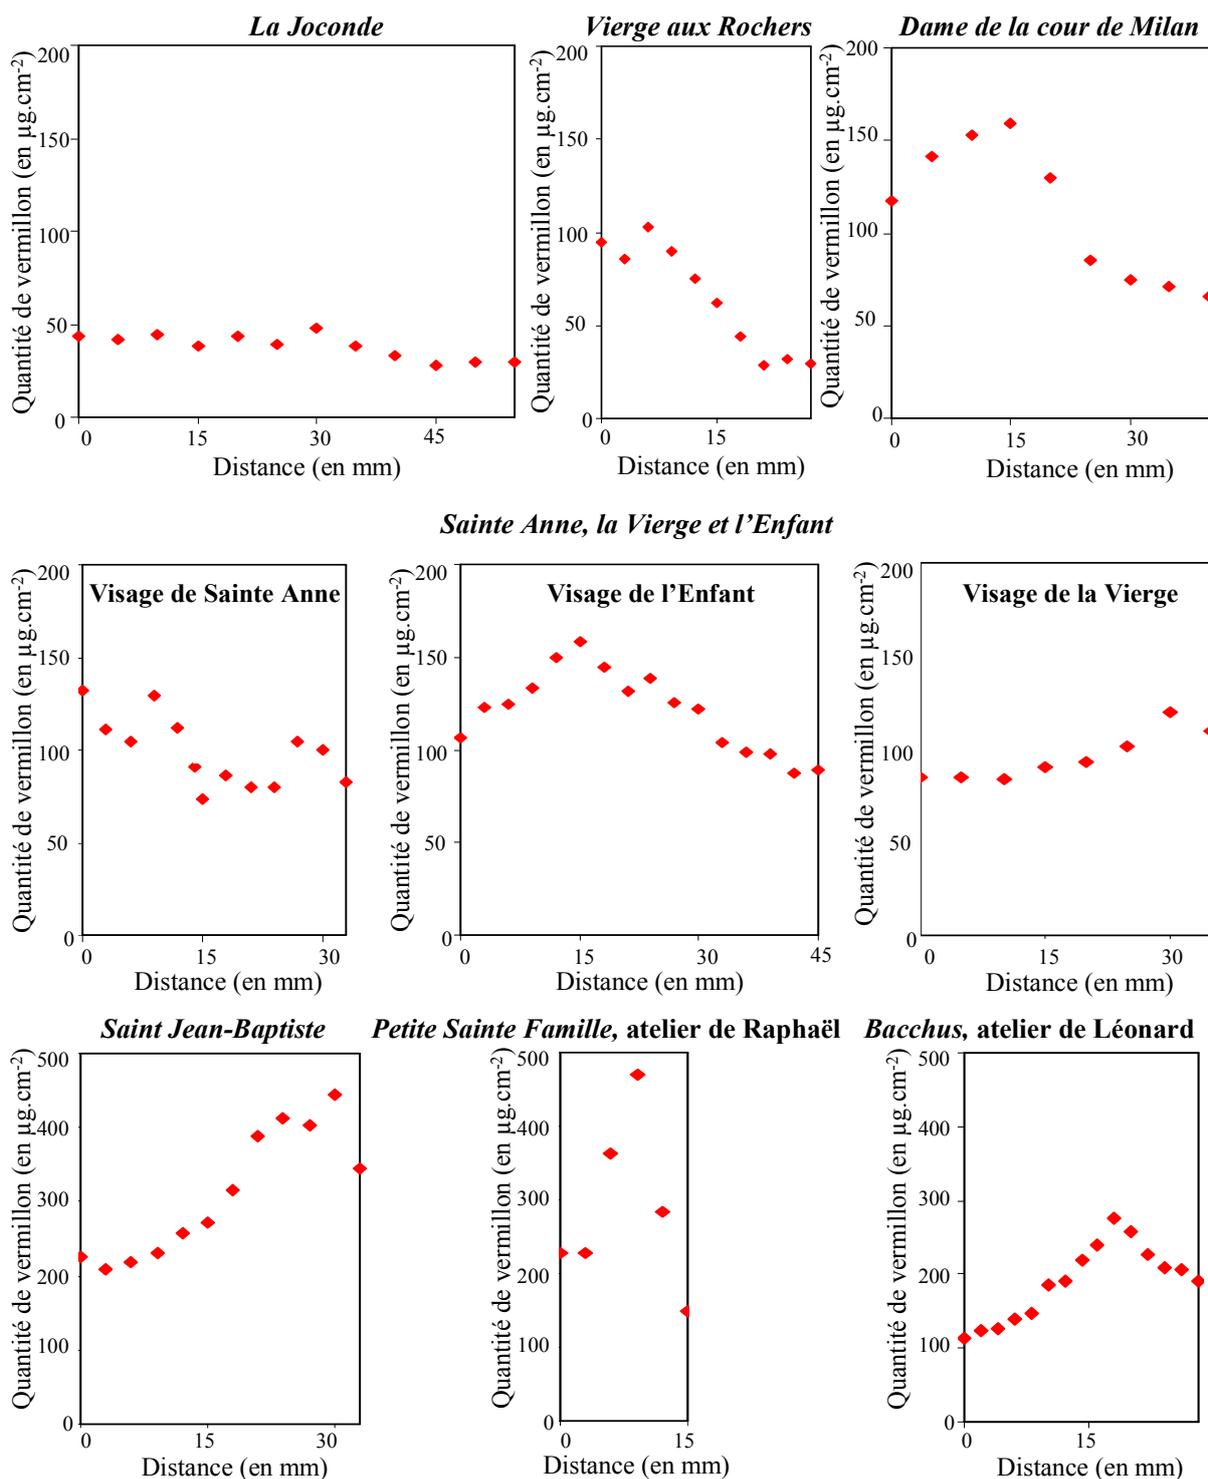 La Joconde
Quantité de vermillon (en µg.cm-2)
200
150
100
50
0
0 15 30 45
Distance (en mm)
Vierge aux Rochers
Quantité de vermillon (en µg.cm-2)
200
150
100
50
0
0 15
Distance (en mm)
Dame de la cour de Milan
Quantité de vermillon (en µg.cm-2)
200
150
100
50
0
0 15 30
Distance (en mm)
Sainte Anne, la Vierge et l’Enfant
Visage de Sainte Anne
Quantité de vermillon (en µg.cm-2)
200
150
100
50
0
0 15 30
Distance (en mm)
Visage de l’Enfant
Quantité de vermillon (en µg.cm-2)
200
150
100
50
0
0 15 30 45
Distance (en mm)
Visage de la Vierge
Quantité de vermillon (en µg.cm-2)
200
150
100
50
0
0 15 30
Distance (en mm)
Saint Jean-Baptiste
Quantité de vermillon (en µg.cm-2)
500
400
300
200
100
0
0 15 30
Distance (en mm)
Petite Sainte Famille, atelier de Raphaël
Quantité de vermillon (en µg.cm-2)
500
400
300
200
100
0
0 15
Distance (en mm)
Bacchus, atelier de Léonard
Quantité de vermillon (en µg.cm-2)
500
400
300
200
100
0
0 15
Distance (en mm)